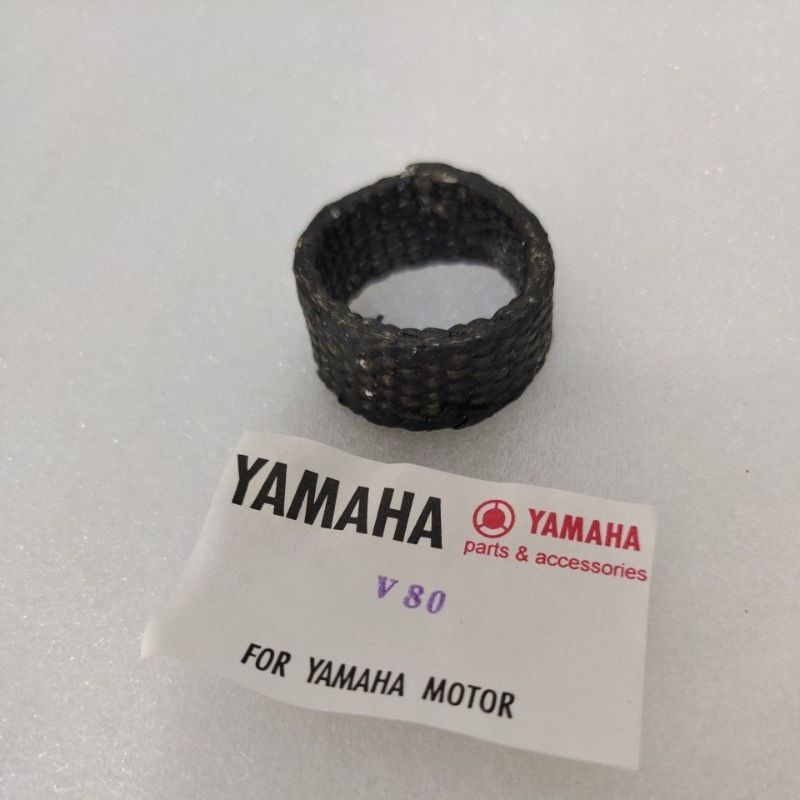 YAMAHA
YAMAHA
parts & accessories
V80
FOR YAMAHA MOTOR